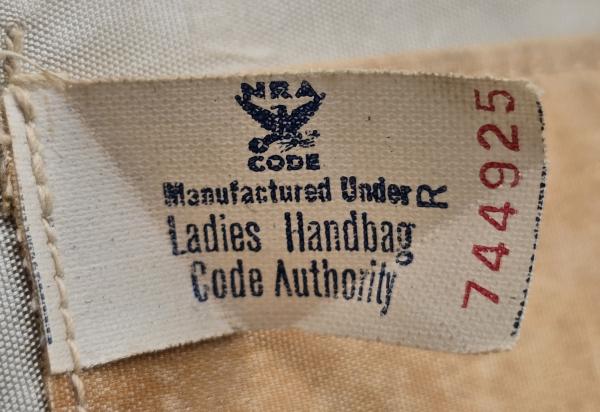 NRA
CODE
Manufactured Under
Ladies Handbag
Code Authority
R
744925